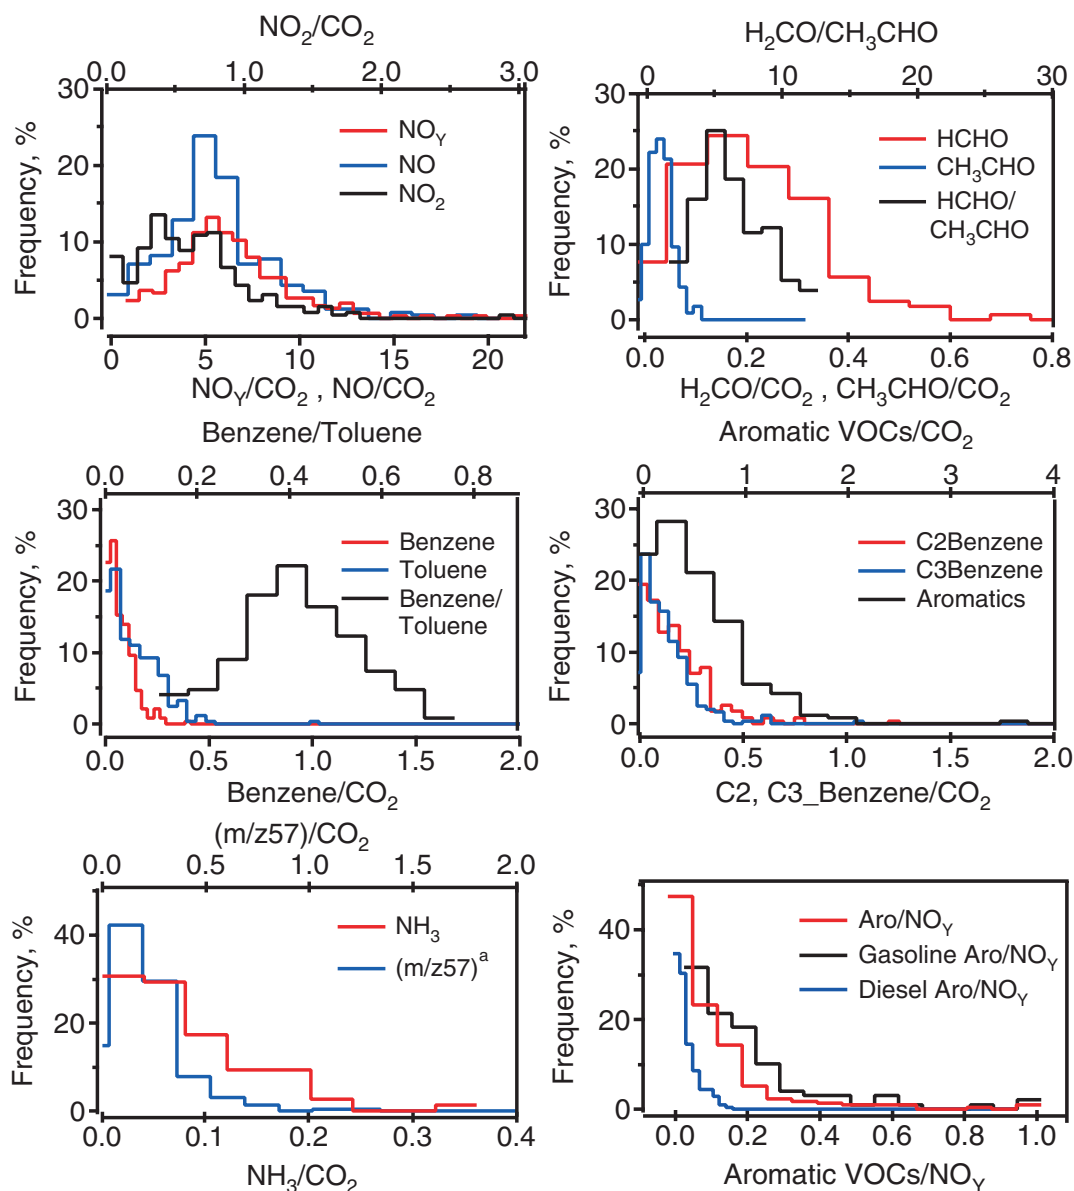 NO₂/CO₂
0.0 1.0 2.0 3.0
30
20
10
0
Frequency, %
NO_Y
NO
NO₂
0 5 10 15 20
NO_Y/CO₂ , NO/CO₂
H₂CO/CH₃CHO
0 10 20 30
30
20
10
0
Frequency, %
HCHO
CH₃CHO
HCHO/
CH₃CHO
0.0 0.2 0.4 0.6 0.8
H₂CO/CO₂ , CH₃CHO/CO₂
Benzene/Toluene
0.0 0.2 0.4 0.6 0.8
30
20
10
0
Frequency, %
Benzene
Toluene
Benzene/
Toluene
0.0 0.5 1.0 1.5 2.0
Benzene/CO₂
Aromatic VOCs/CO₂
0 1 2 3 4
30
20
10
0
Frequency, %
C2Benzene
C3Benzene
Aromatics
0.0 0.5 1.0 1.5 2.0
C2, C3_Benzene/CO₂
(m/z57)/CO₂
0.0 0.5 1.0 1.5 2.0
40
20
0
Frequency, %
NH₃
(m/z57)ᵃ
0.0 0.1 0.2 0.3 0.4
NH₃/CO₂
40
20
0
Frequency, %
Aro/NO_Y
Gasoline Aro/NO_Y
Diesel Aro/NO_Y
0.0 0.2 0.4 0.6 0.8 1.0
Aromatic VOCs/NO_Y